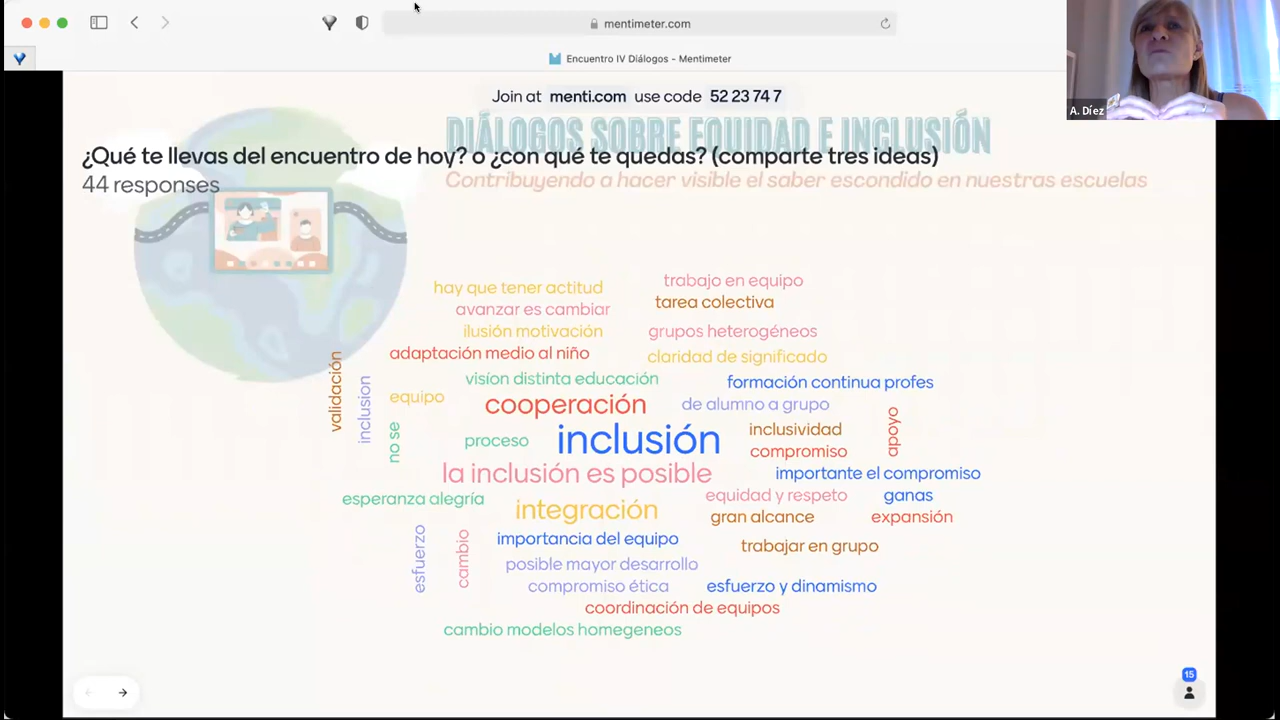 mentimeter.com
Encuentro IV Diálogos - Mentimeter
A. Díez
Join at menti.com use code 52 23 74 7
DIÁLOGOS SOBRE EQUIDAD E INCLUSIÓN
¿Qué te llevas del encuentro de hoy? o ¿con qué te quedas? (comparte tres ideas)
Contribuyendo a hacer visible el saber escondido en nuestras escuelas
44 responses
hay que tener actitud
trabajo en equipo
avanzar es cambiar
tarea colectiva
ilusión motivación
grupos heterogéneos
adaptación medio al niño
claridad de significado
validación
inclusion
visíon distinta educación
formación continua profes
equipo
cooperación
de alumno a grupo
no se
proceso
inclusión
inclusividad
apoyo
compromiso
la inclusión es posible
importante el compromiso
esperanza alegría
equidad y respeto
ganas
integración
gran alcance
expansión
esfuerzo
cambio
importancia del equipo
trabajar en grupo
posible mayor desarrollo
compromiso ética
esfuerzo y dinamismo
coordinación de equipos
cambio modelos homegeneos
15